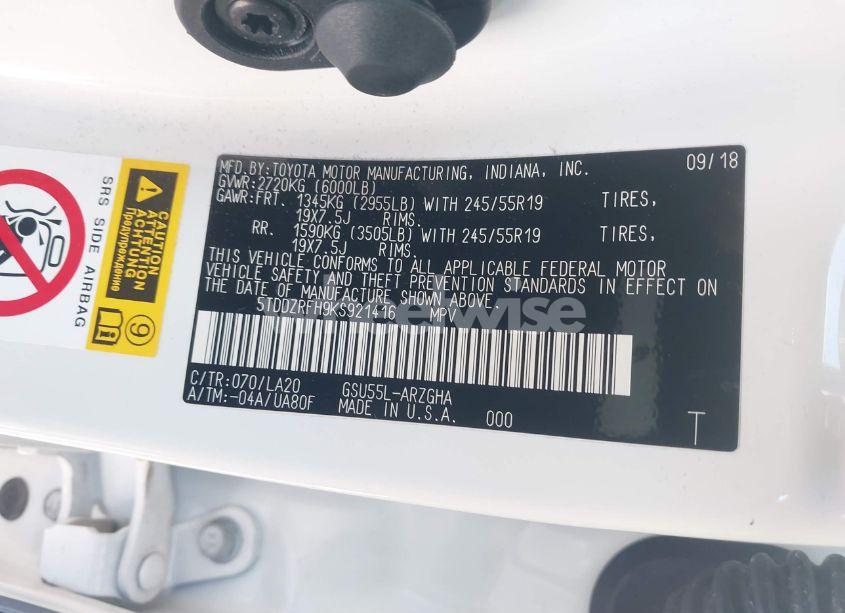 MFD.BY:TOYOTA MOTOR MANUFACTURING, INDIANA, INC. 09/18
GVWR:2720KG (6000LB)
GAWR:FRT. 1345KG (2955LB) WITH 245/55R19 TIRES,
19X7.5J RIMS.
RR. 1590KG (3505LB) WITH 245/55R19 TIRES,
19X7.5J RIMS.
THIS VEHICLE CONFORMS TO ALL APPLICABLE FEDERAL MOTOR
VEHICLE SAFETY AND THEFT PREVENTION STANDARDS IN EFFECT ON
THE DATE OF MANUFACTURE SHOWN ABOVE.
5TDDZRFH9KS921416 MPV
C/TR:070/LA20 GSU55L-ARZGHA
A/TM:-04A/UA80F MADE IN U.S.A. 000
T
SRS SIDE AIRBAG
CAUTION
ATTENTION
ACHTUNG
Предупреждение
9